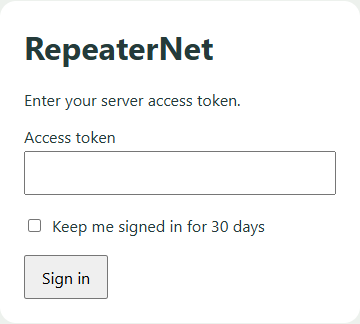 RepeaterNet
Enter your server access token.
Access token
Keep me signed in for 30 days
Sign in